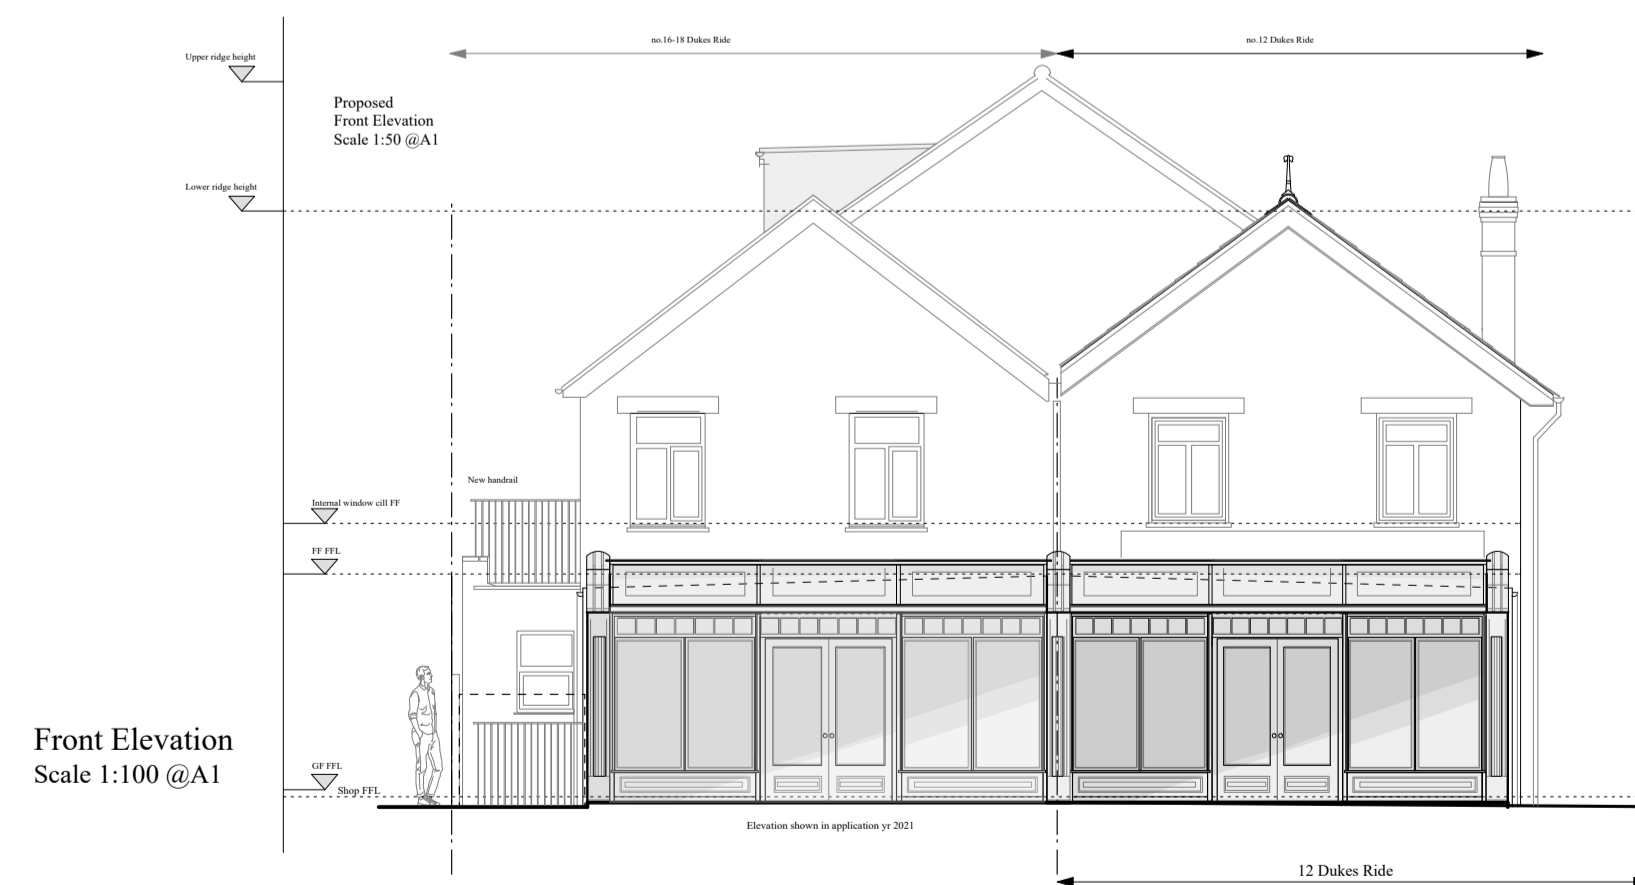 no.16-18 Dukes Ride
no.12 Dukes Ride
Upper ridge height
Proposed
Front Elevation
Scale 1:50 @A1
Lower ridge height
New handrail
Internal window cill FF
FF FFL
Front Elevation
Scale 1:100 @A1
GF FFL
Shop FFL
Elevation shown in application yr 2021
12 Dukes Ride